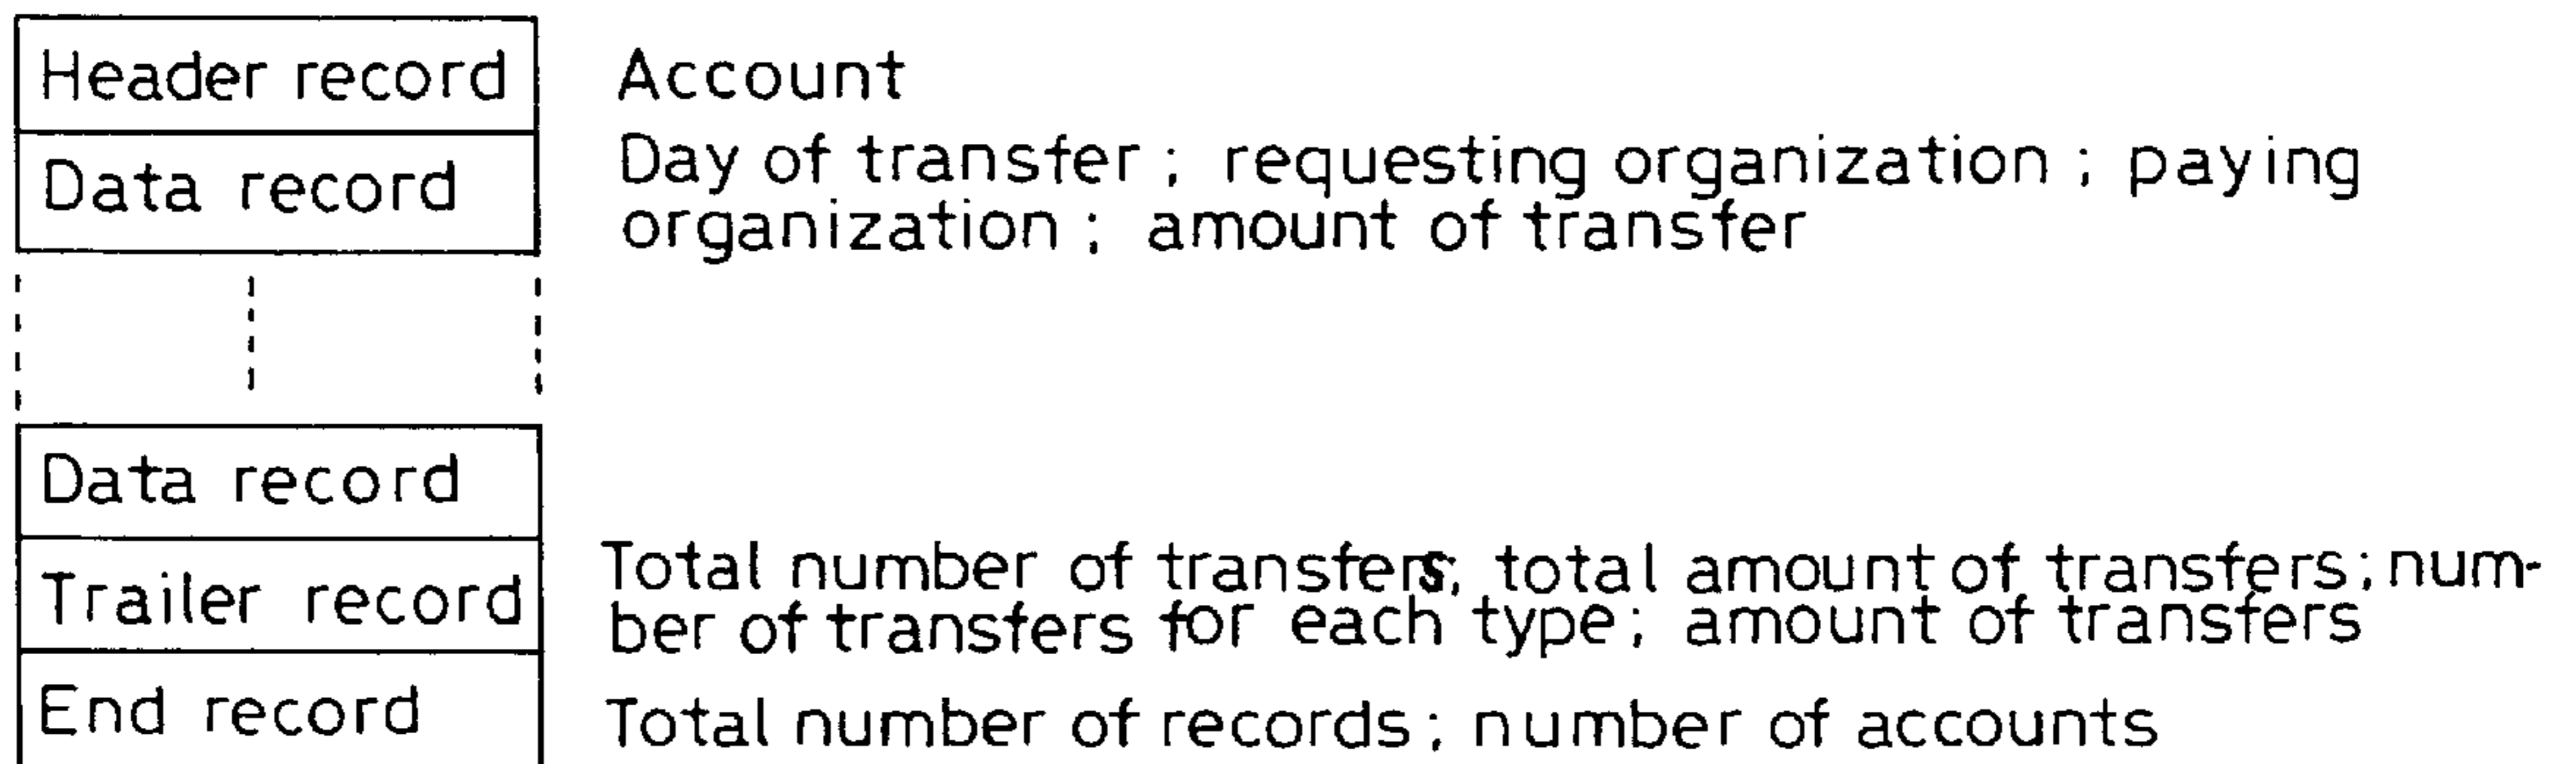 Header record
Account
Data record
Day of transfer ; requesting organization ; paying
organization ; amount of transfer
Data record
Trailer record
Total number of transfers, total amount of transfers ; num-
ber of transfers for each type ; amount of transfers
End record
Total number of records ; number of accounts